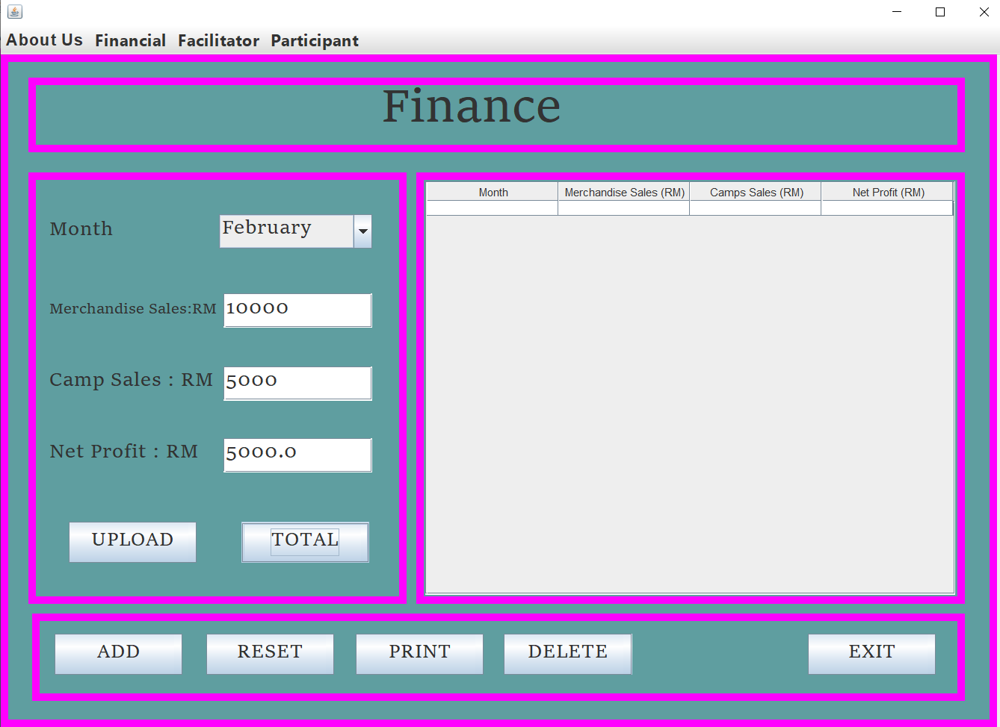 About Us Financial Facilitator Participant
Finance
Month February
Merchandise Sales:RM 10000
Camp Sales : RM 5000
Net Profit : RM 5000.0
UPLOAD TOTAL
Month Merchandise Sales (RM) Camps Sales (RM) Net Profit (RM)
ADD RESET PRINT DELETE EXIT